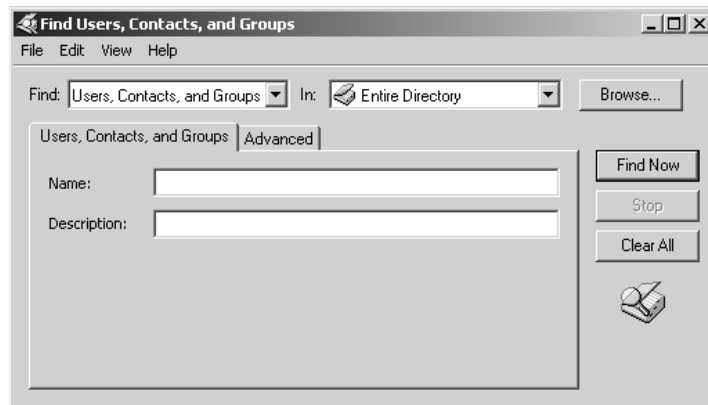 Find Users, Contacts, and Groups
File Edit View Help
Find: Users, Contacts, and Groups In: Entire Directory Browse...
Users, Contacts, and Groups Advanced
Find Now
Name:
Stop
Description:
Clear All